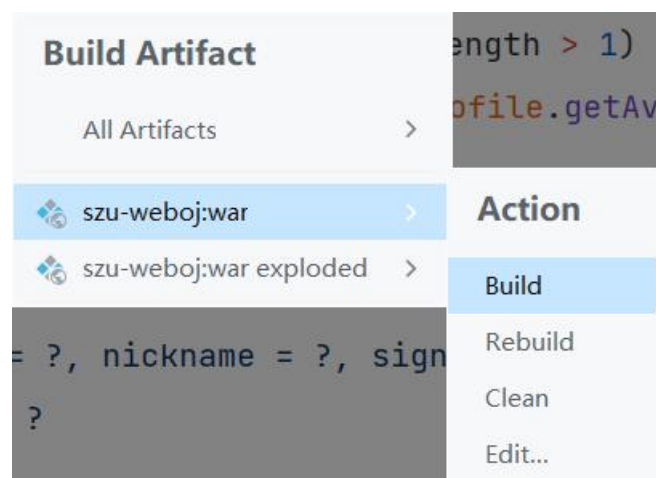 Build Artifact
All Artifacts
szu-weboj:war
szu-weboj:war exploded
ength > 1)
ofile.getAv
Action
Build
Rebuild
Clean
Edit...
= ?, nickname = ?, sign
?